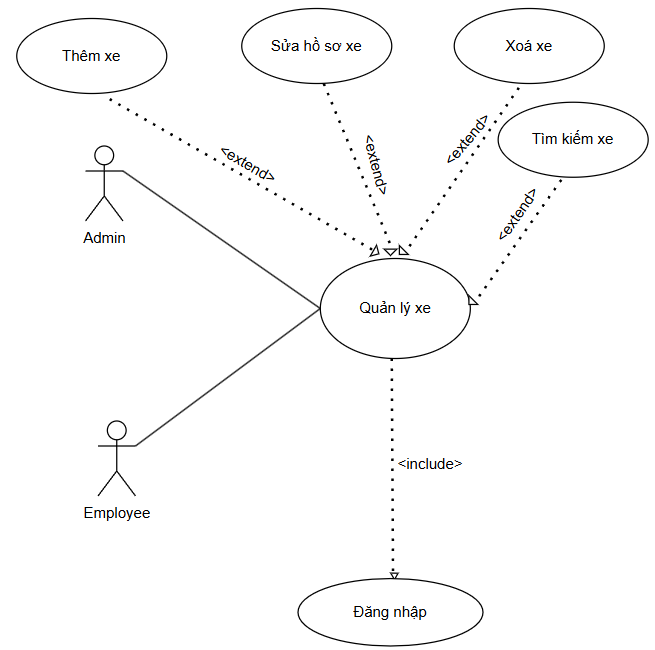 Thêm xe
Sửa hồ sơ xe
Xoá xe
Tìm kiếm xe
<extend>
<extend>
<extend>
<extend>
Admin
Quản lý xe
Employee
<include>
Đăng nhập